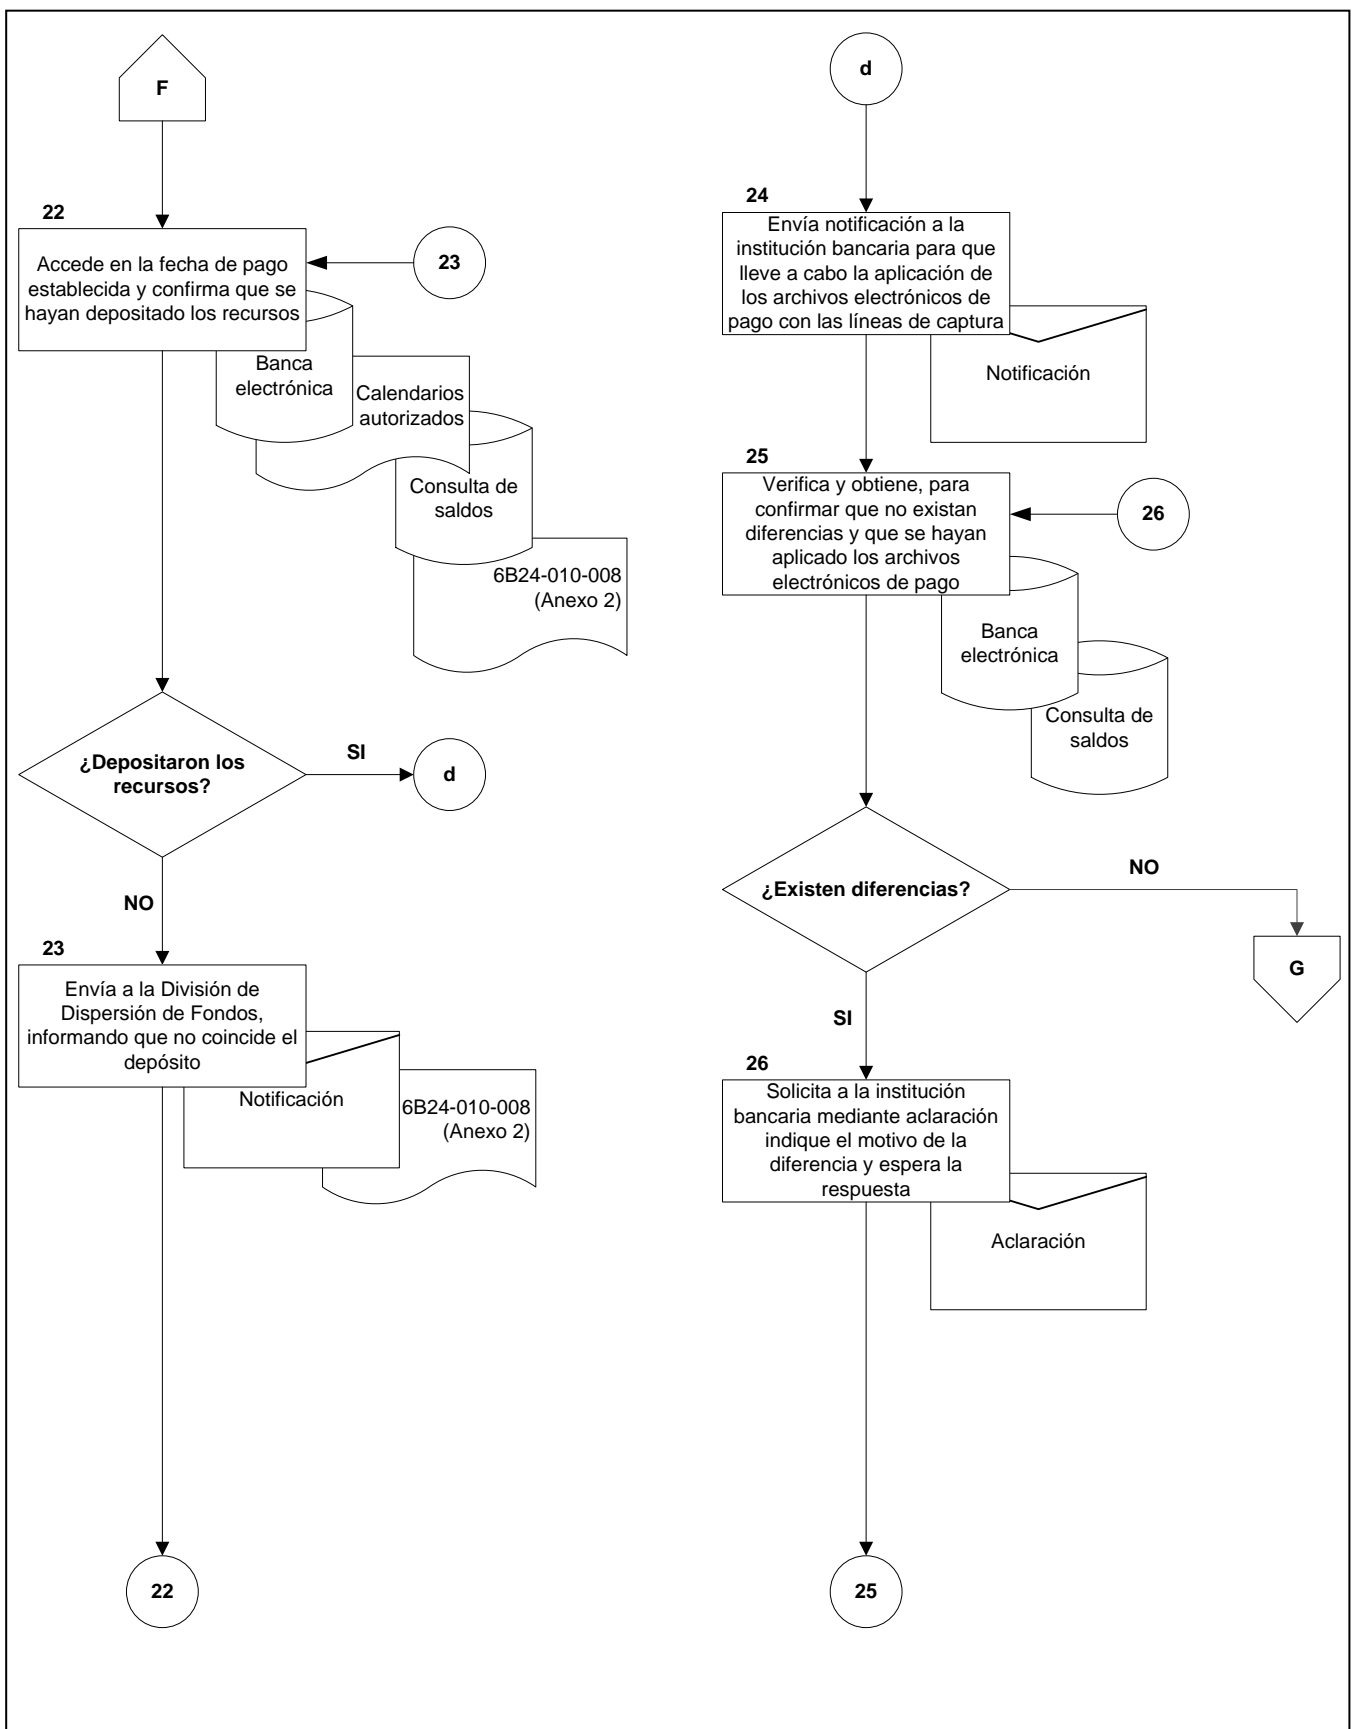 F
22
Accede en la fecha de pago
establecida y confirma que se
hayan depositado los recursos
23
Banca
electrónica
Calendarios
autorizados
Consulta de
saldos
6B24-010-008
(Anexo 2)
¿Depositaron los
recursos?
SI
d
NO
23
Envía a la División de
Dispersión de Fondos,
informando que no coincide el
depósito
Notificación
6B24-010-008
(Anexo 2)
22
d
24
Envía notificación a la
institución bancaria para que
lleve a cabo la aplicación de
los archivos electrónicos de
pago con las líneas de captura
Notificación
25
Verifica y obtiene, para
confirmar que no existan
diferencias y que se hayan
aplicado los archivos
electrónicos de pago
26
Banca
electrónica
Consulta de
saldos
¿Existen diferencias?
NO
G
SI
26
Solicita a la institución
bancaria mediante aclaración
indique el motivo de la
diferencia y espera la
respuesta
Aclaración
25